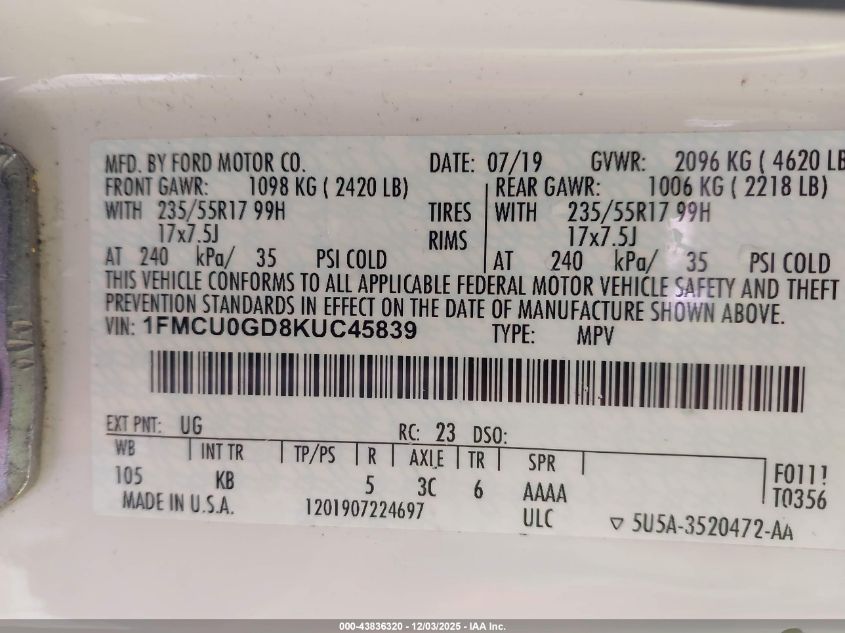 MFD. BY FORD MOTOR CO. DATE: 07/19 GVWR: 2096 KG ( 4620 LB
FRONT GAWR: 1098 KG ( 2420 LB) REAR GAWR: 1006 KG ( 2218 LB)
WITH 235/55R17 99H TIRES WITH 235/55R17 99H
17x7.5J RIMS 17x7.5J
AT 240 kPa/ 35 PSI COLD AT 240 kPa/ 35 PSI COLD
THIS VEHICLE CONFORMS TO ALL APPLICABLE FEDERAL MOTOR VEHICLE SAFETY AND THEFT
PREVENTION STANDARDS IN EFFECT ON THE DATE OF MANUFACTURE SHOWN ABOVE.
VIN: 1FMCU0GD8KUC45839 TYPE: MPV
EXT PNT: UG RC: 23 DSO:
WB INT TR TP/PS R AXLE TR SPR
105 KB 5 3C 6 AAAA
F0111
T0356
MADE IN U.S.A. 1201907224697 ULC ▽ 5U5A-3520472-AA
000-43836320 - 12/03/2025 - IAA Inc.